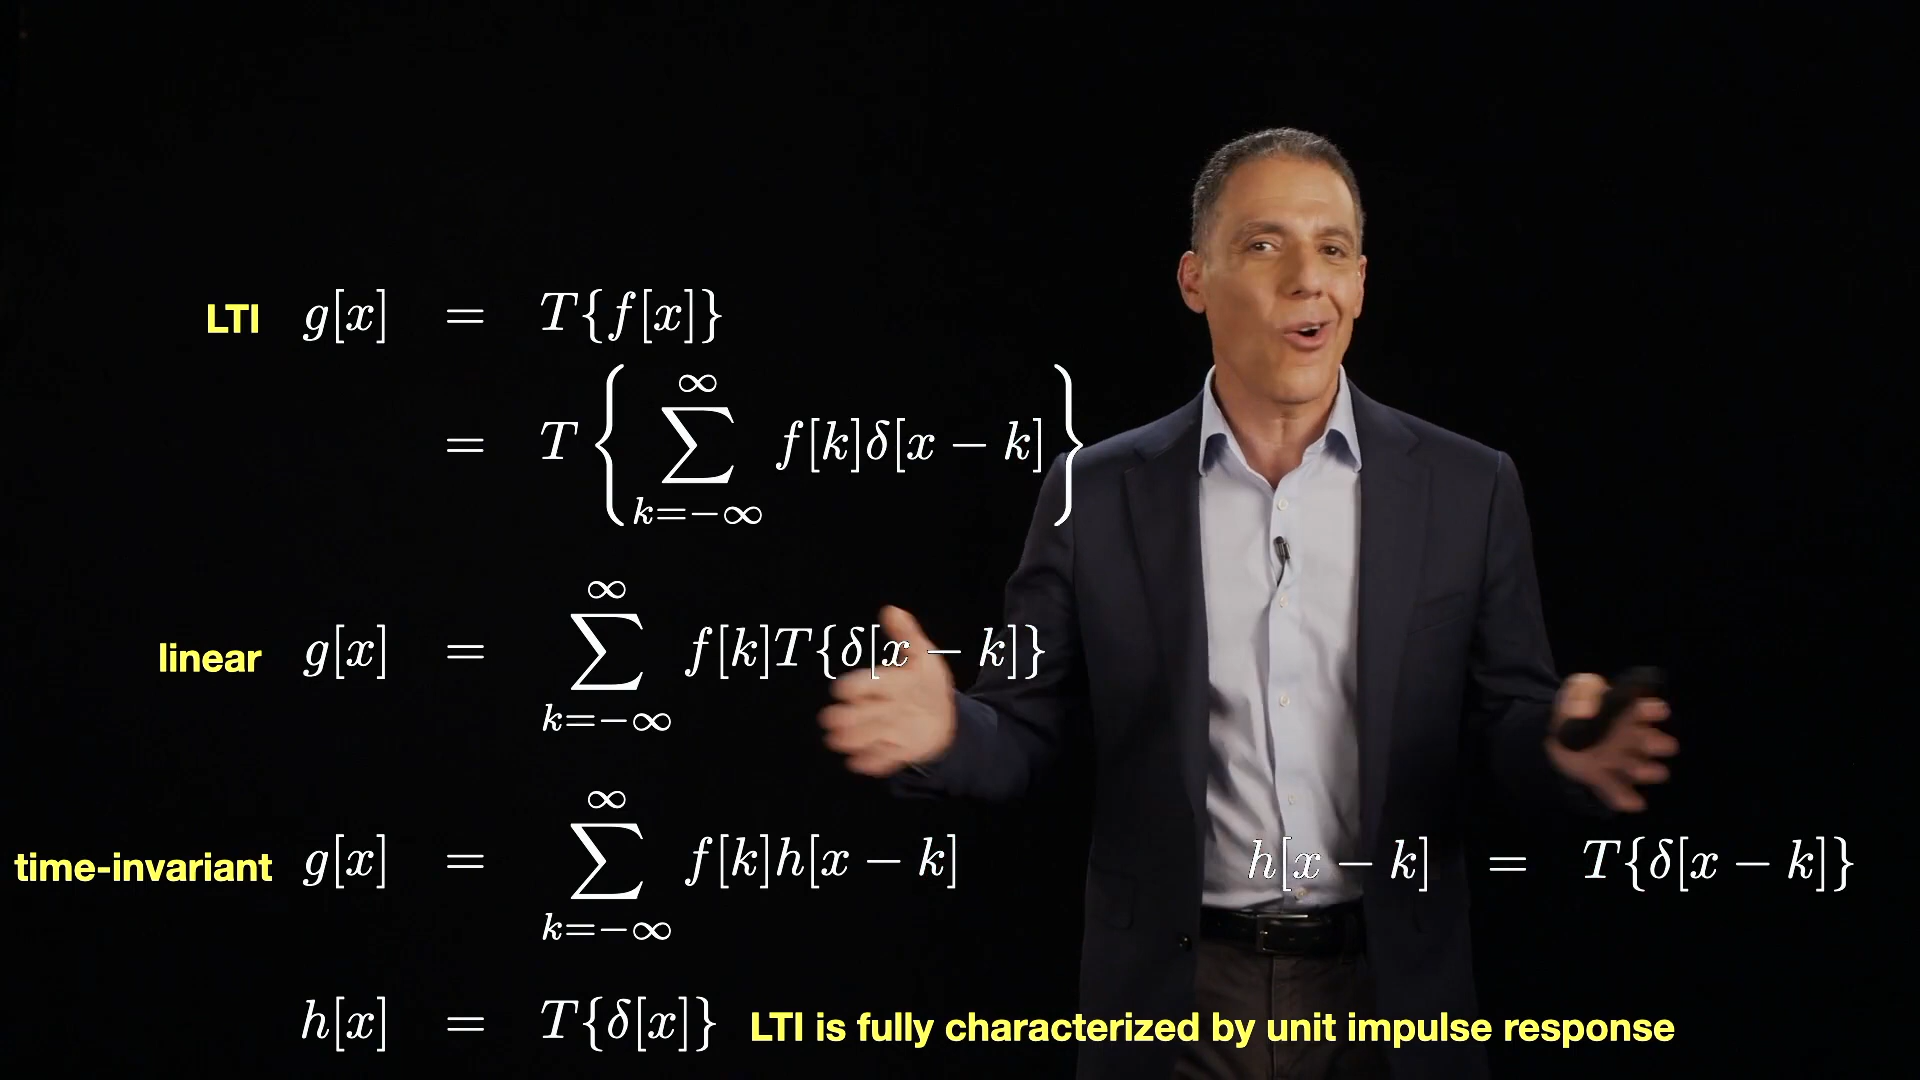 LTI g[x] = T{f[x]}
= T{∑_{k=-∞}^{∞} f[k]δ[x − k]}
linear g[x] = ∑_{k=-∞}^{∞} f[k]T{δ[x − k]}
time-invariant g[x] = ∑_{k=-∞}^{∞} f[k]h[x − k] h[x − k] = T{δ[x − k]}
h[x] = T{δ[x]} LTI is fully characterized by unit impulse response